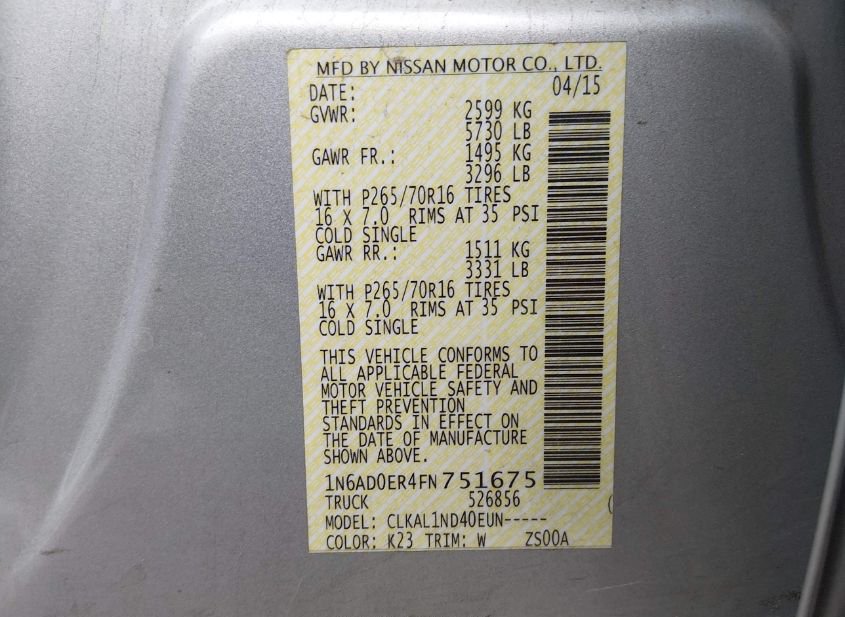 MFD BY NISSAN MOTOR CO., LTD.
DATE: 04/15
GVWR: 2599 KG
5730 LB
GAWR FR.: 1495 KG
3296 LB
WITH P265/70R16 TIRES
16 X 7.0 RIMS AT 35 PSI
COLD SINGLE
GAWR RR.: 1511 KG
3331 LB
WITH P265/70R16 TIRES
16 X 7.0 RIMS AT 35 PSI
COLD SINGLE
THIS VEHICLE CONFORMS TO
ALL APPLICABLE FEDERAL
MOTOR VEHICLE SAFETY AND
THEFT PREVENTION
STANDARDS IN EFFECT ON
THE DATE OF MANUFACTURE
SHOWN ABOVE.
1N6AD0ER4FN751675
TRUCK 526856
MODEL: CLKAL1ND40EUN-----
COLOR: K23 TRIM: W ZS00A